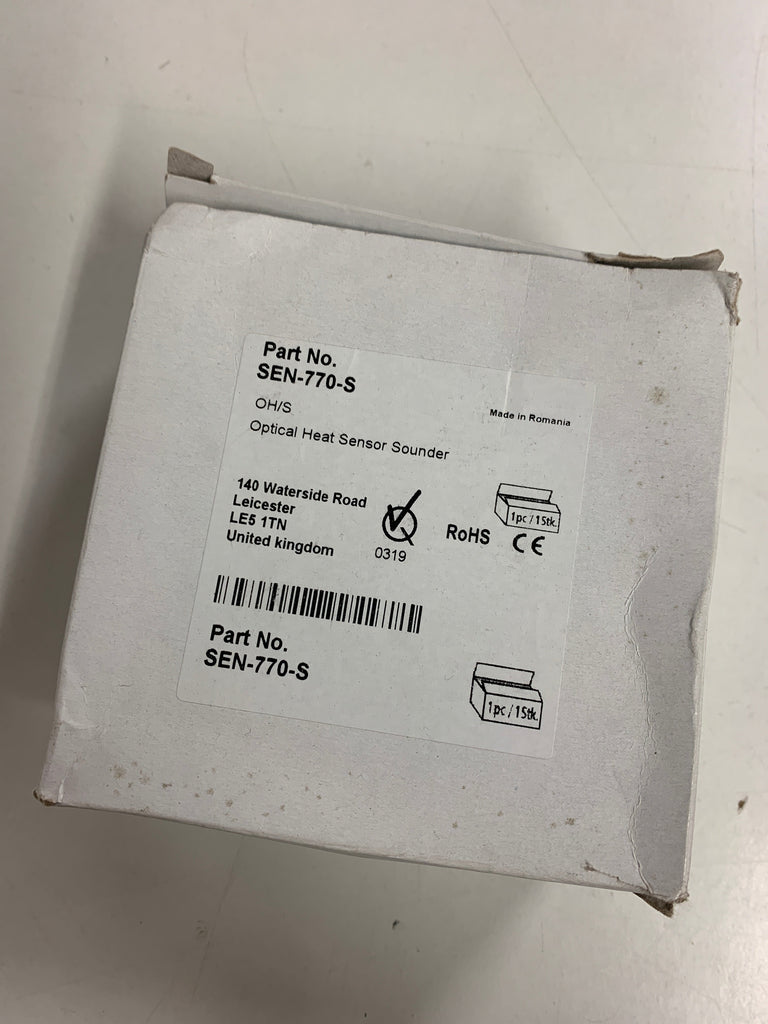 Part No.
SEN-770-S
OH/S
Made in Romania
Optical Heat Sensor Sounder
140 Waterside Road
Leicester
LE5 1TN
United kingdom
0319
RoHS
1pc / 1Stk.
CE
Part No.
SEN-770-S
1pc / 1Stk.